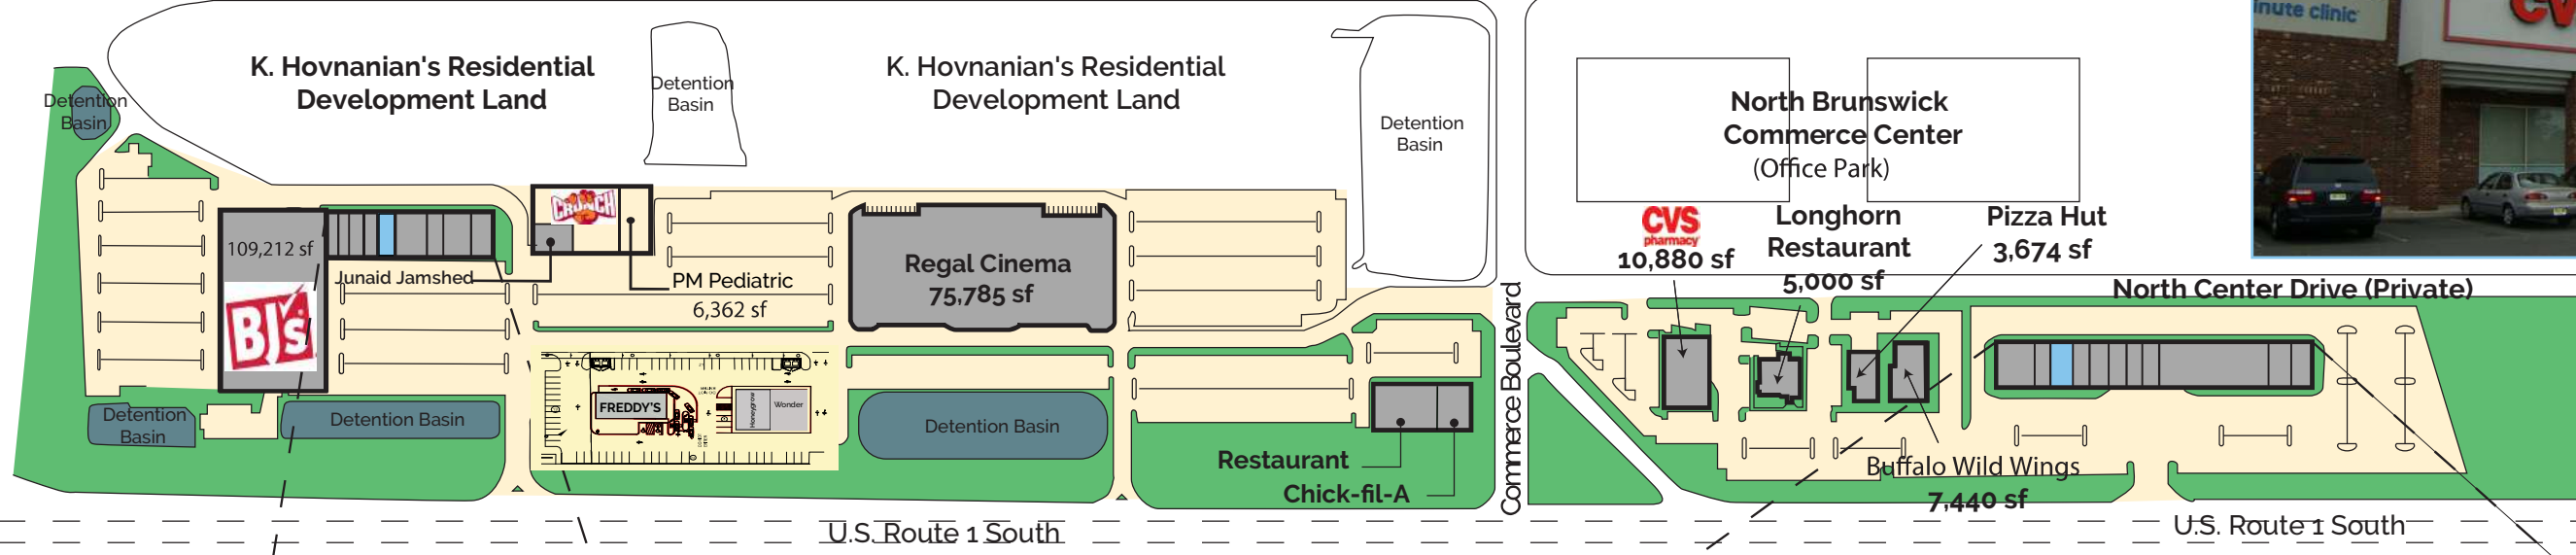 K. Hovnanian's Residential
Development Land
Detention
Basin
K. Hovnanian's Residential
Development Land
Detention
Basin
Detention
Basin
North Brunswick
Commerce Center
(Office Park)
minute clinic
CV
CRUNCH
109,212 sf
BJ's
Junaid Jamshed
PM Pediatric
6,362 sf
Regal Cinema
75,785 sf
CVS
pharmacy
10,880 sf
Longhorn
Restaurant
5,000 sf
Pizza Hut
3,674 sf
North Center Drive (Private)
Detention
Basin
Detention Basin
FREDDY'S
Honeygrow
Wonder
Detention Basin
Restaurant
Chick-fil-A
Commerce Boulevard
Buffalo Wild Wings
7,440 sf
U.S. Route 1 South
U.S. Route 1 South